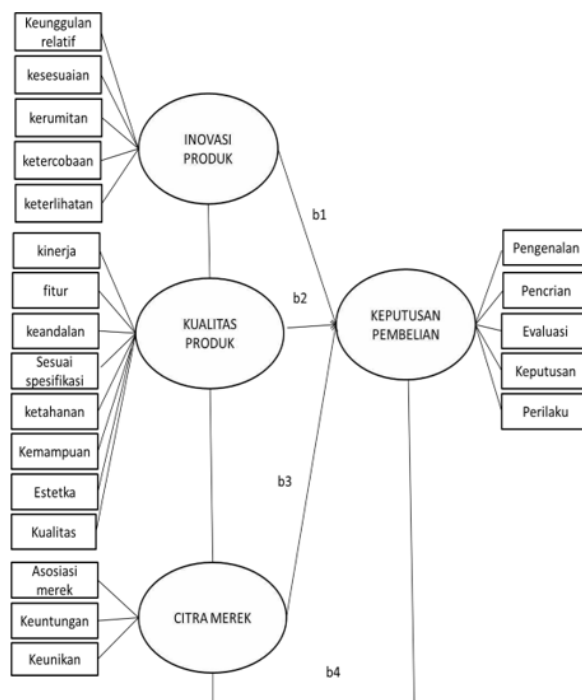 Keunggulan
relatif
kesesuaian
kerumitan
ketercobaan
keterlihatan
INOVASI
PRODUK
b1
kinerja
fitur
keandalan
Sesuai
spesifikasi
ketahanan
Kemampuan
Estetka
Kualitas
KUALITAS
PRODUK
b2
KEPUTUSAN
PEMBELIAN
Pengenalan
Pencrian
Evaluasi
Keputusan
Perilaku
b3
Asosiasi
merek
Keuntungan
Keunikan
CITRA MEREK
b4